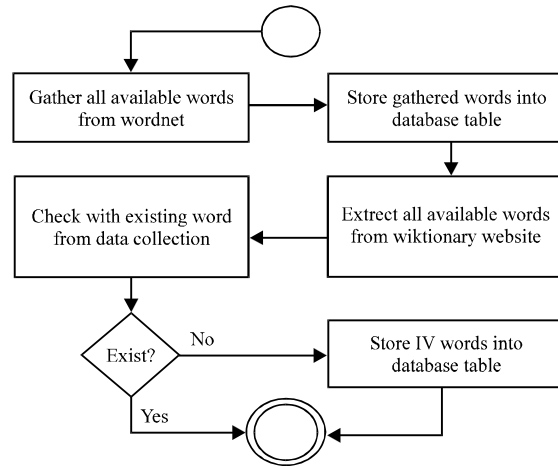 Gather all available words
from wordnet
Store gathered words into
database table
Check with existing word
from data collection
Extrect all available words
from wiktionary website
Exist?
No
Yes
Store IV words into
database table